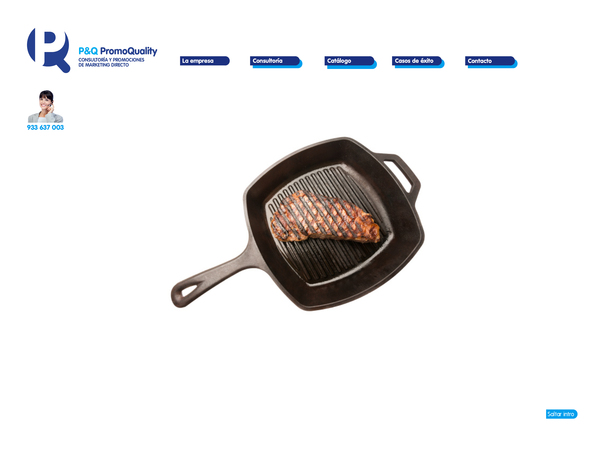 P&Q PromoQuality
CONSULTORÍA Y PROMOCIONES
DE MARKETING DIRECTO
La empresa
Consultoría
Catálogo
Casos de éxito
Contacto
933 637 003
Saltar intro